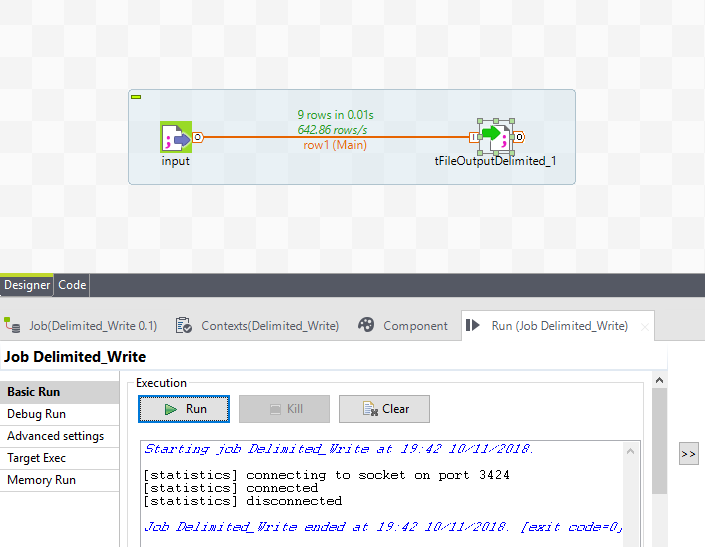 9 rows in 0.01s
642.86 rows/s
row1 (Main)
O
I
O
input
tFileOutputDelimited_1
Designer
Code
Job(Delimited_Write 0.1)
Contexts(Delimited_Write)
Component
Run (Job Delimited_Write)
Job Delimited_Write
Basic Run
Debug Run
Advanced settings
Target Exec
Memory Run
Execution
Run
Kill
Clear
>>
Starting job Delimited_Write at 19:42 10/11/2018.
[statistics] connecting to socket on port 3424
[statistics] connected
[statistics] disconnected
Job Delimited_Write ended at 19:42 10/11/2018. [exit code=0]